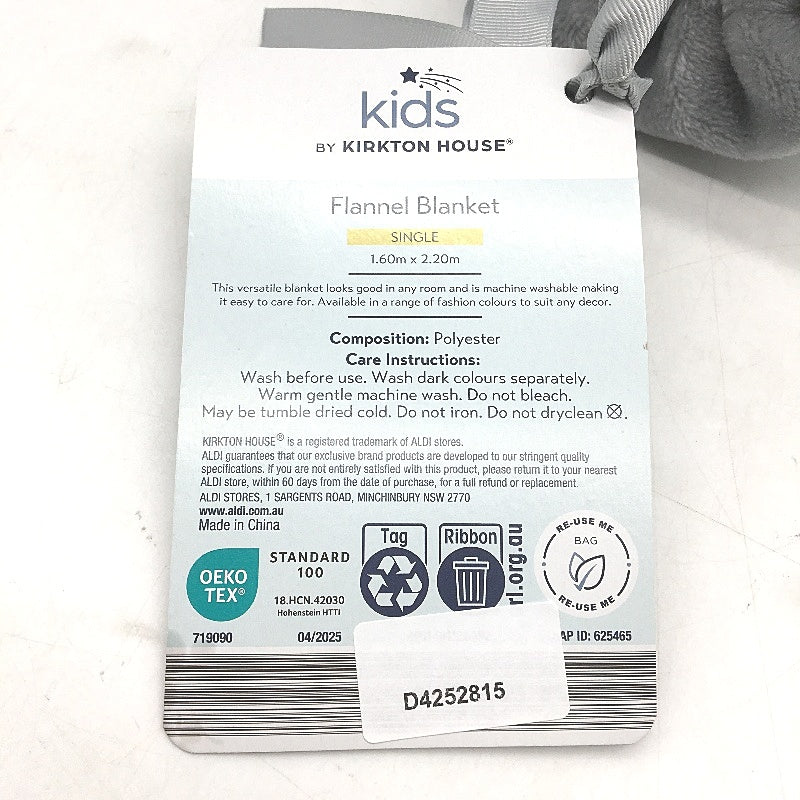 kids
BY KIRKTON HOUSE®
Flannel Blanket
SINGLE
1.60m x 2.20m
This versatile blanket looks good in any room and is machine washable making
it easy to care for. Available in a range of fashion colours to suit any decor.
Composition: Polyester
Care Instructions:
Wash before use. Wash dark colours separately.
Warm gentle machine wash. Do not bleach.
May be tumble dried cold. Do not iron. Do not dryclean.
KIRKTON HOUSE® is a registered trademark of ALDI stores.
ALDI guarantees that our exclusive brand products are developed to our stringent quality
specifications. If you are not entirely satisfied with this product, please return it to your nearest
ALDI store, within 60 days from the date of purchase, for a full refund or replacement.
ALDI STORES, 1 SARGENTS ROAD, MINCHINBURY NSW 2770
www.aldi.com.au
Made in China
OEKO
TEX®
STANDARD
100
18.HCN.42030
Hohenstein HTTI
Tag
Ribbon
rl.org.au
RE-USE ME
BAG
RE-USE ME
719090
04/2025
AP ID: 625465
D4252815